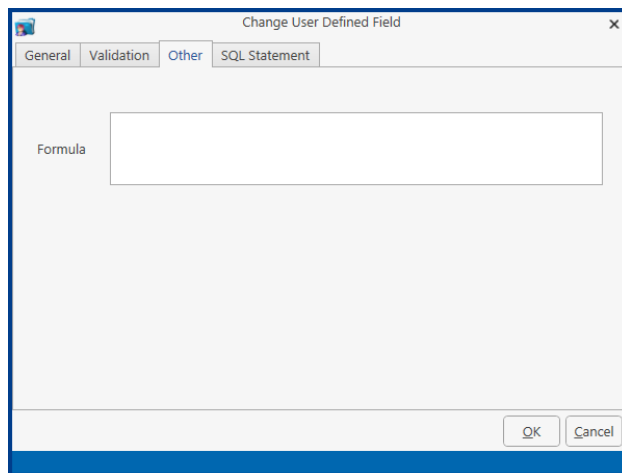 Change User Defined Field
General Validation Other SQL Statement
Formula
OK Cancel